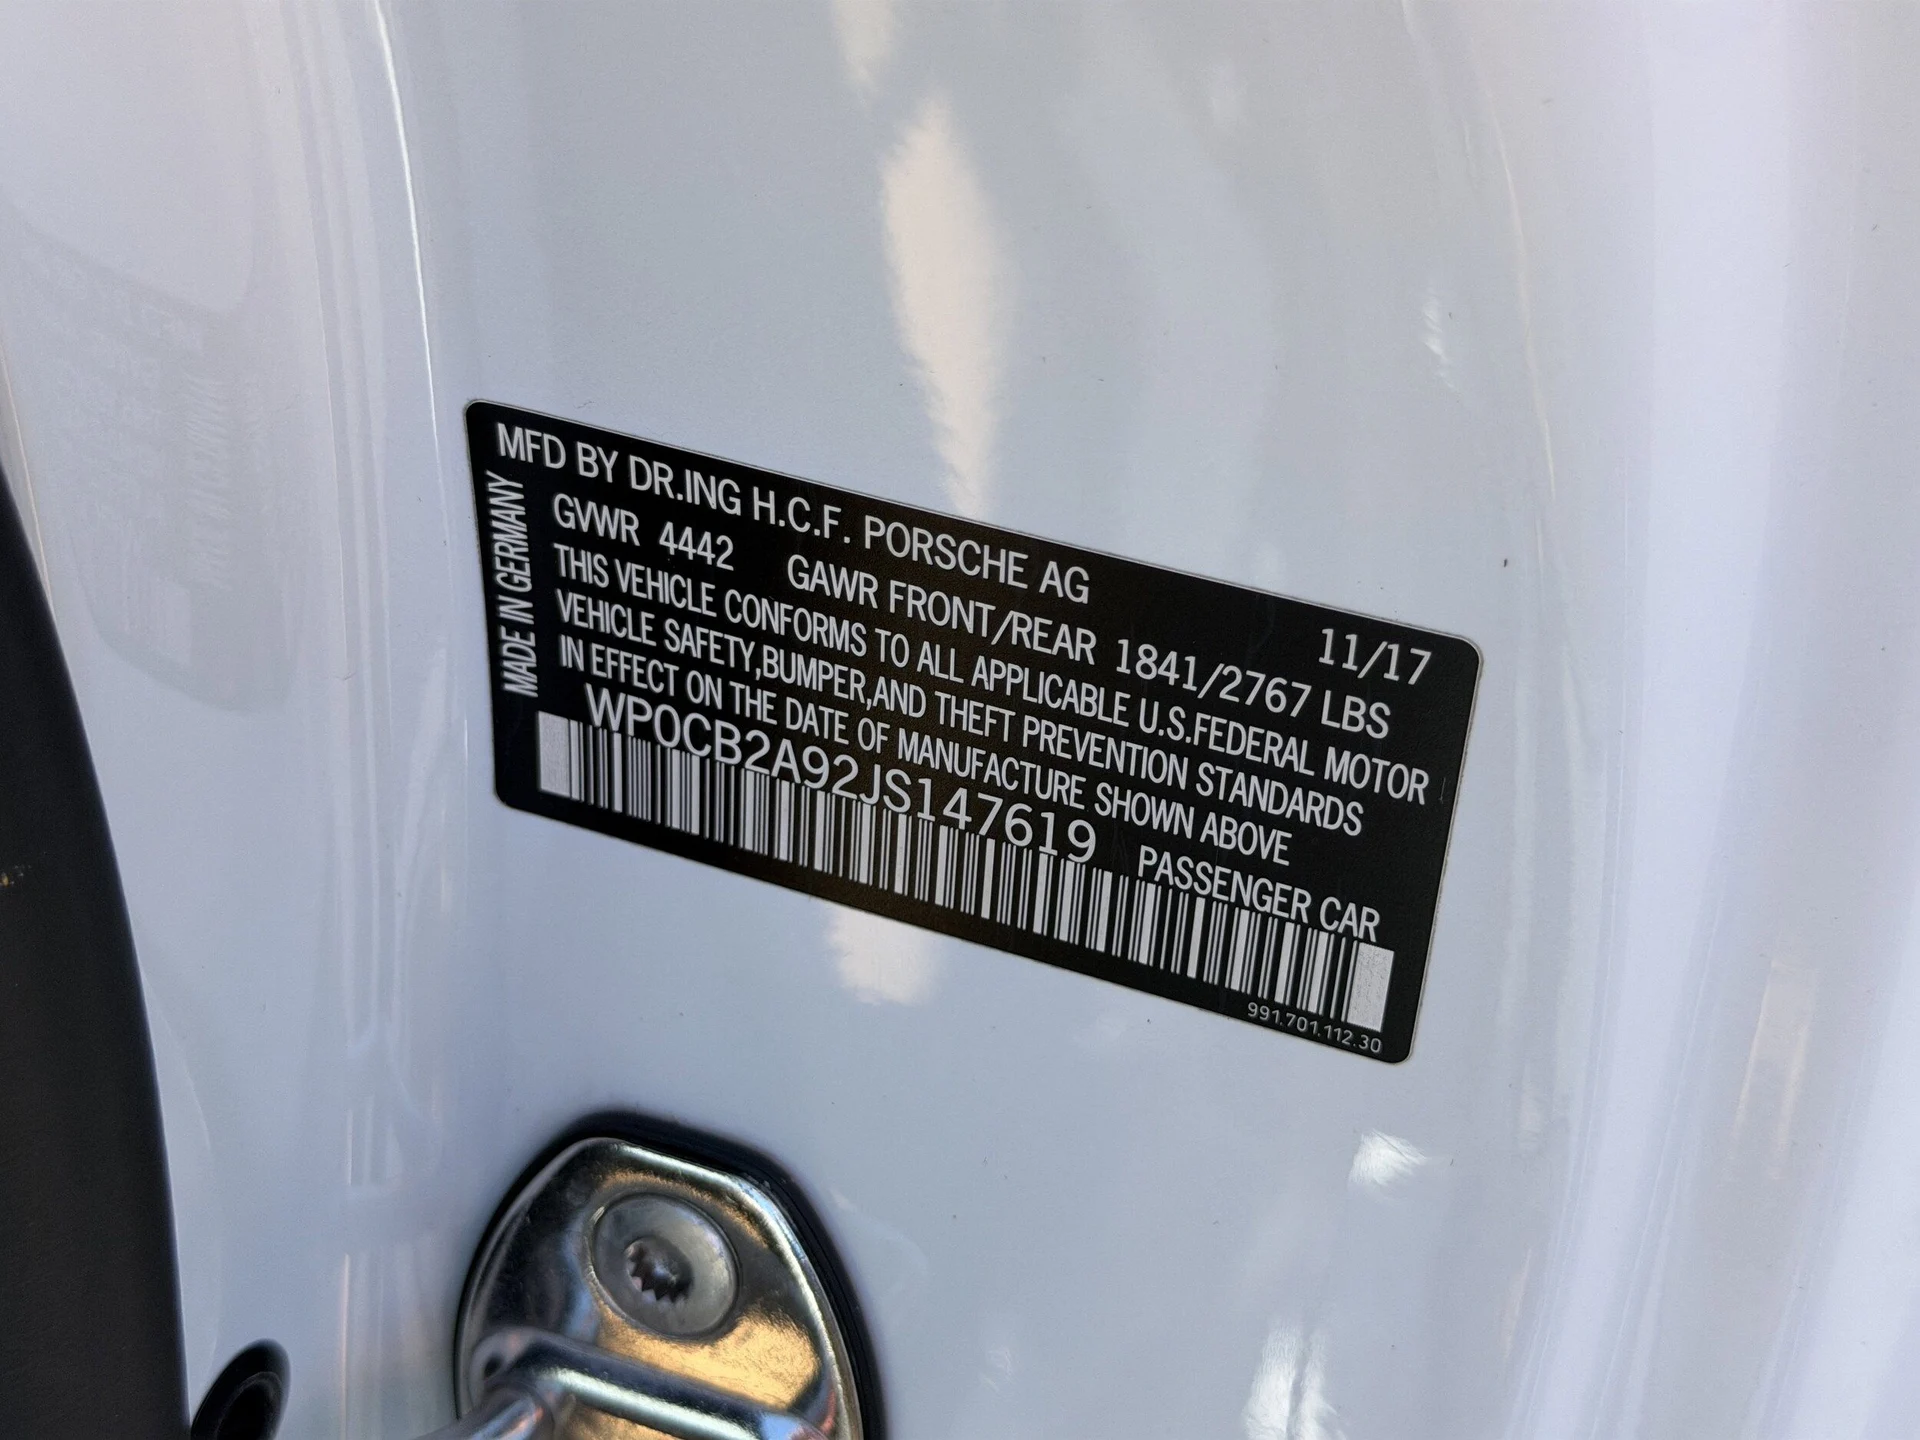 MFD BY DR.ING H.C.F. PORSCHE AG 11/17
GVWR 4442 GAWR FRONT/REAR 1841/2767 LBS
THIS VEHICLE CONFORMS TO ALL APPLICABLE U.S.FEDERAL MOTOR
VEHICLE SAFETY,BUMPER,AND THEFT PREVENTION STANDARDS
IN EFFECT ON THE DATE OF MANUFACTURE SHOWN ABOVE
WP0CB2A92JS147619 PASSENGER CAR
991.701.112.30
MADE IN GERMANY